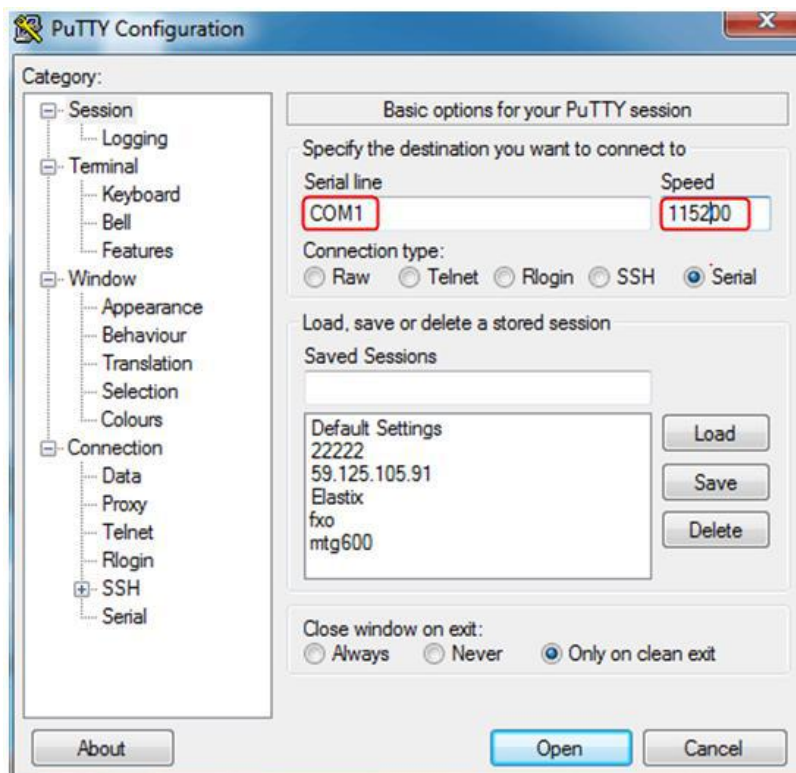 PuTTY Configuration
Category:
Session
Logging
Terminal
Keyboard
Bell
Features
Window
Appearance
Behaviour
Translation
Selection
Colours
Connection
Data
Proxy
Telnet
Rlogin
SSH
Serial
Basic options for your PuTTY session
Specify the destination you want to connect to
Serial line Speed
COM1 115200
Connection type:
Raw Telnet Rlogin SSH Serial
Load, save or delete a stored session
Saved Sessions
Default Settings
22222
59.125.105.91
Elastix
fxo
mtg600
Load
Save
Delete
Close window on exit:
Always Never Only on clean exit
About Open Cancel